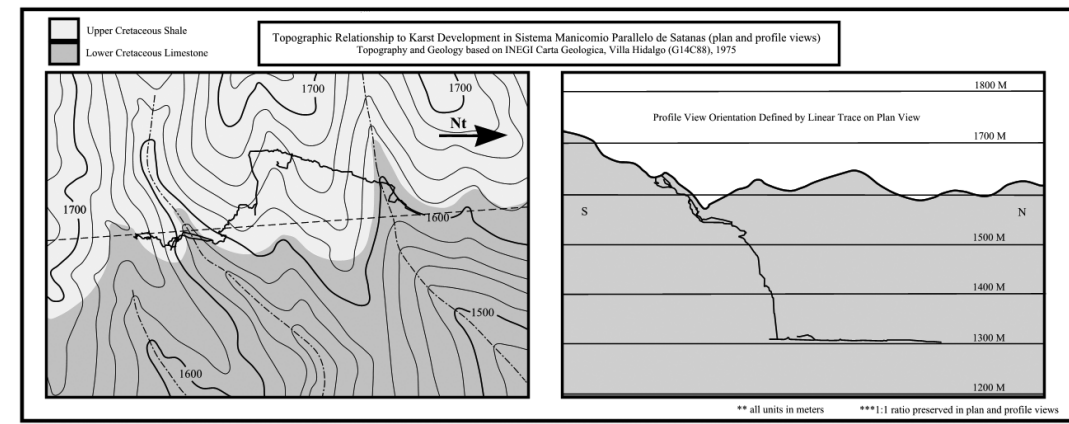 Upper Cretaceous Shale
Lower Cretaceous Limestone
Topographic Relationship to Karst Development in Sistema Manicomio Parallelo de Satanas (plan and profile views)
Topography and Geology based on INEGI Carta Geologica, Villa Hidalgo (G14C88), 1975
1700
1700
Nt
1700
1600
1500
1600
1800 M
Profile View Orientation Defined by Linear Trace on Plan View
1700 M
S
N
1500 M
1400 M
1300 M
1200 M
** all units in meters
***1:1 ratio preserved in plan and profile views